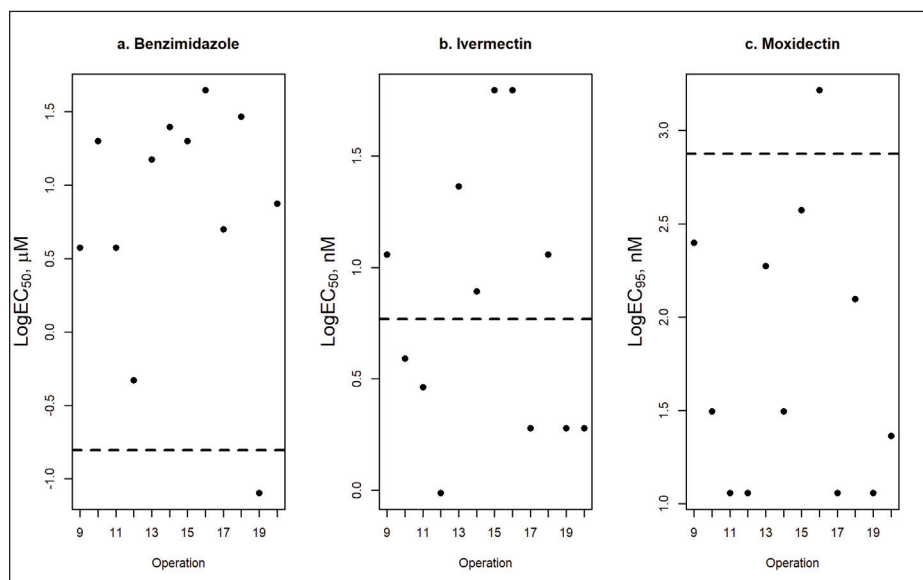 a. Benzimidazole
b. Ivermectin
c. Moxidectin
LogEC50, µM
1.5
1.0
0.5
0.0
-0.5
-1.0
9 11 13 15 17 19
Operation
LogEC50, nM
1.5
1.0
0.5
0.0
9 11 13 15 17 19
Operation
LogEC95, nM
3.0
2.5
2.0
1.5
1.0
9 11 13 15 17 19
Operation